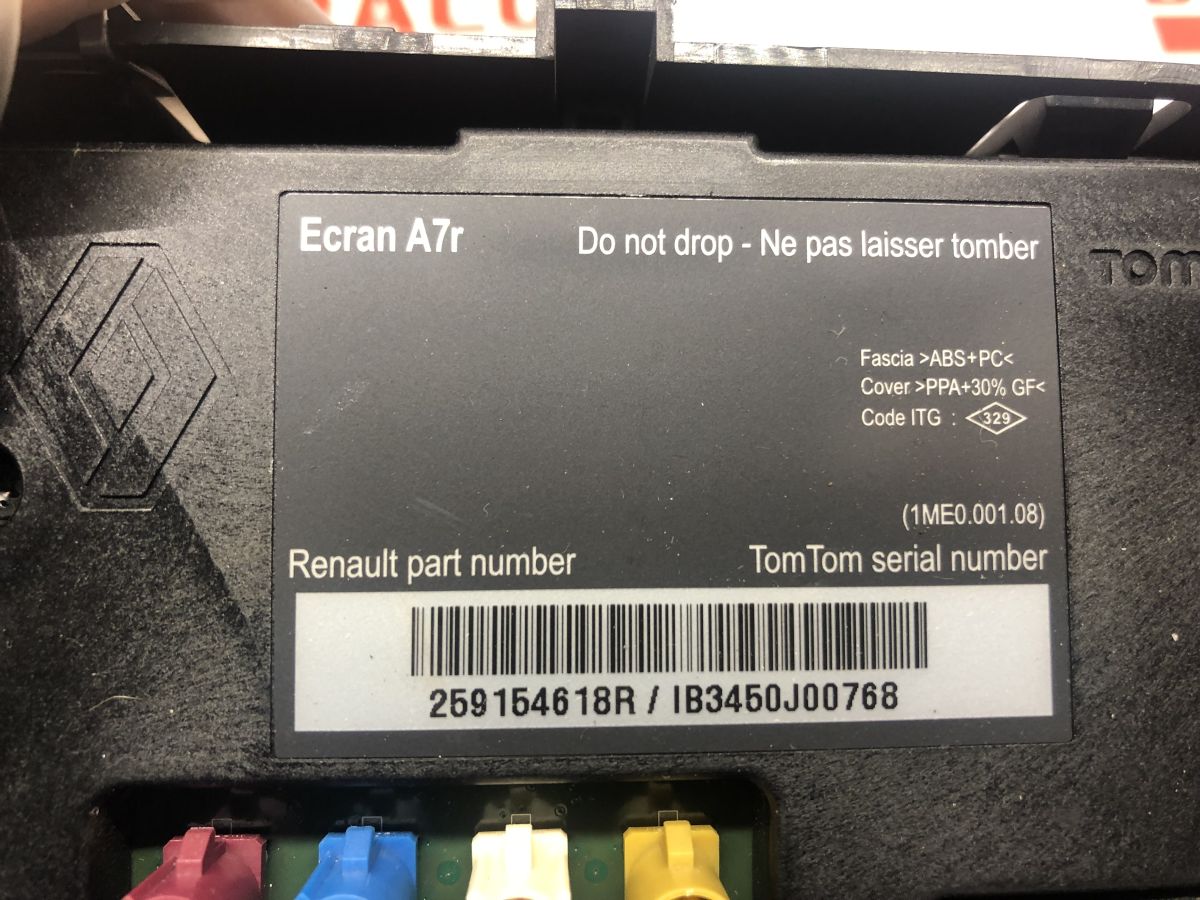 Ecran A7r
Do not drop - Ne pas laisser tomber
TOM
Fascia >ABS+PC<
Cover >PPA+30% GF<
Code ITG : 329
(1ME0.001.08)
Renault part number
TomTom serial number
259154618R / IB3450J00768